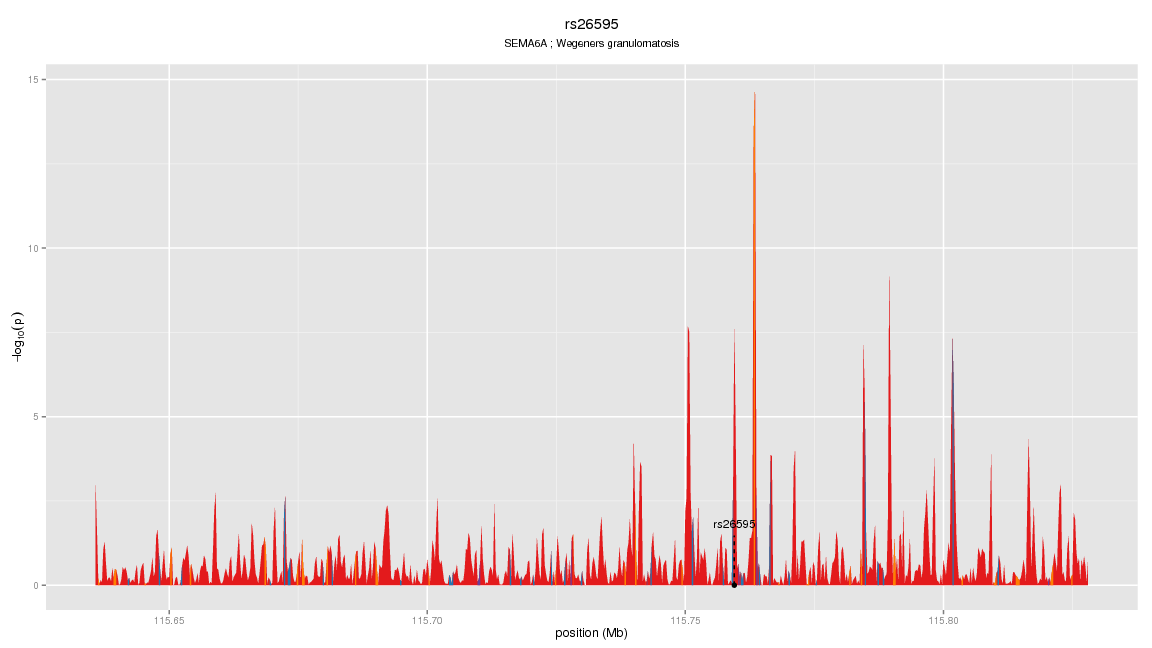 rs26595
SEMA6A ; Wegeners granulomatosis
15
10
5
0
-log10(p)
rs26595
115.65 115.70 115.75 115.80
position (Mb)